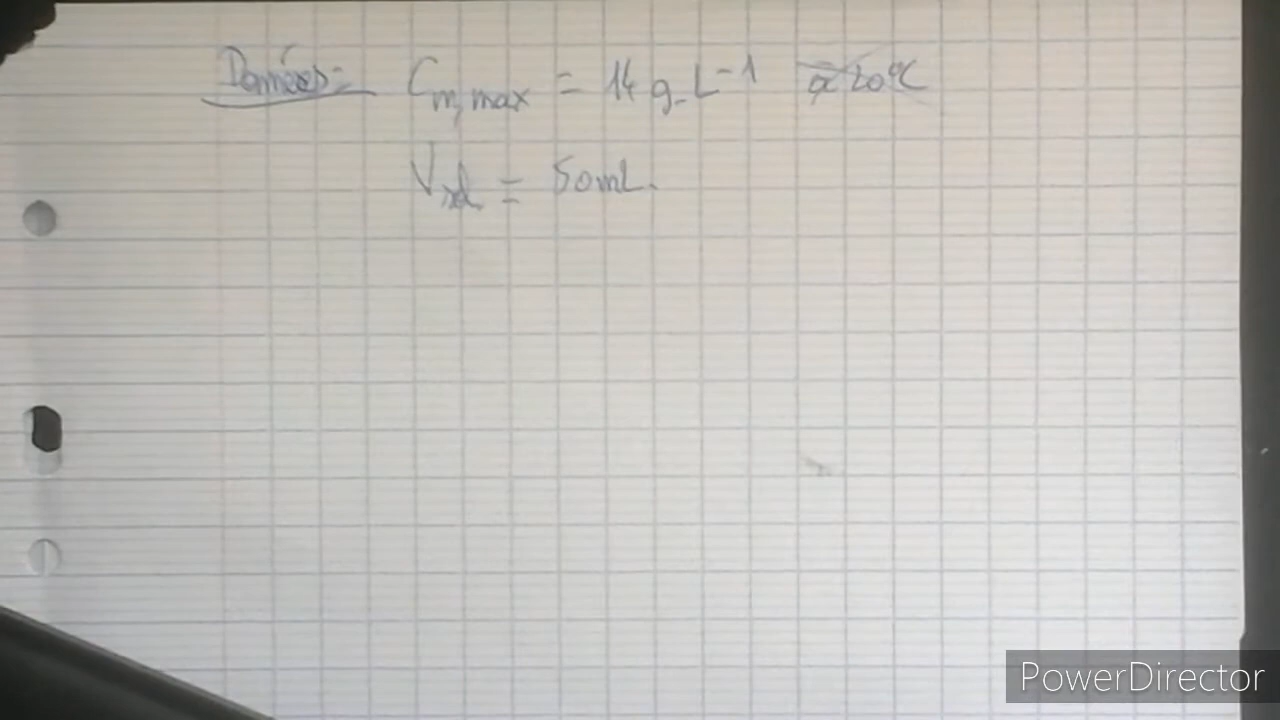 Données: Cm, max = 14 g.L-1 à 20°C
Vsol = 50mL.
PowerDirector